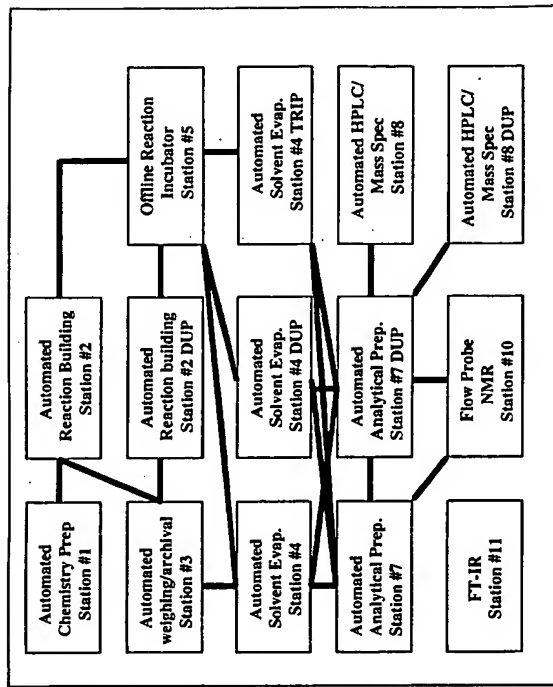 Automated
Chemistry Prep
Station #1
Automated
Reaction Building
Station #2
Automated
weighing/archival
Station #3
Automated
Reaction building
Station #2 DUP
Offline Reaction
Incubator
Station #5
Automated
Solvent Evap.
Station #4
Automated
Solvent Evap.
Station #4 DUP
Automated
Solvent Evap.
Station #4 TRIP
Automated
Analytical Prep.
Station #7
Automated
Analytical Prep.
Station #7 DUP
Automated HPLC/
Mass Spec
Station #8
FT-IR
Station #11
Flow Probe
NMR
Station #10
Automated HPLC/
Mass Spec
Station #8 DUP